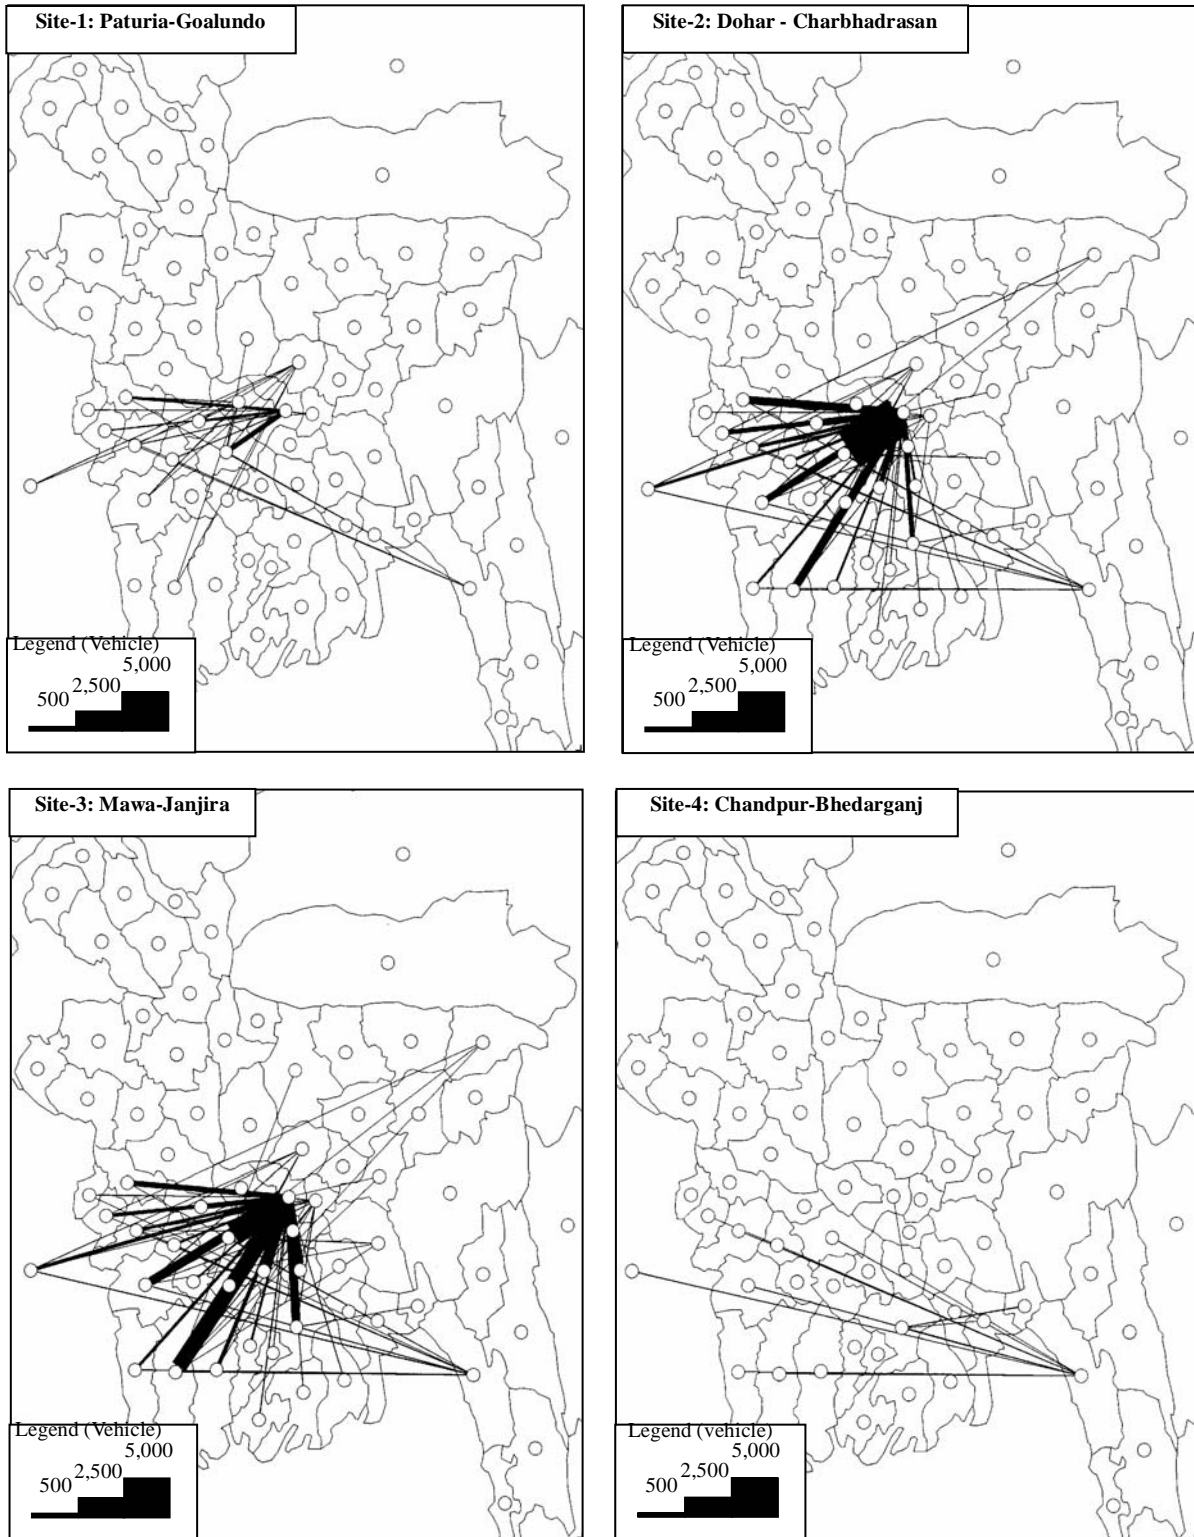 Site-1: Paturia-Goalundo
Legend (Vehicle)
5,000
2,500
500
Site-2: Dohar - Charbhadrasan
Legend (Vehicle)
5,000
2,500
500
Site-3: Mawa-Janjira
Legend (Vehicle)
5,000
2,500
500
Site-4: Chandpur-Bhedarganj
Legend (vehicle)
5,000
2,500
500